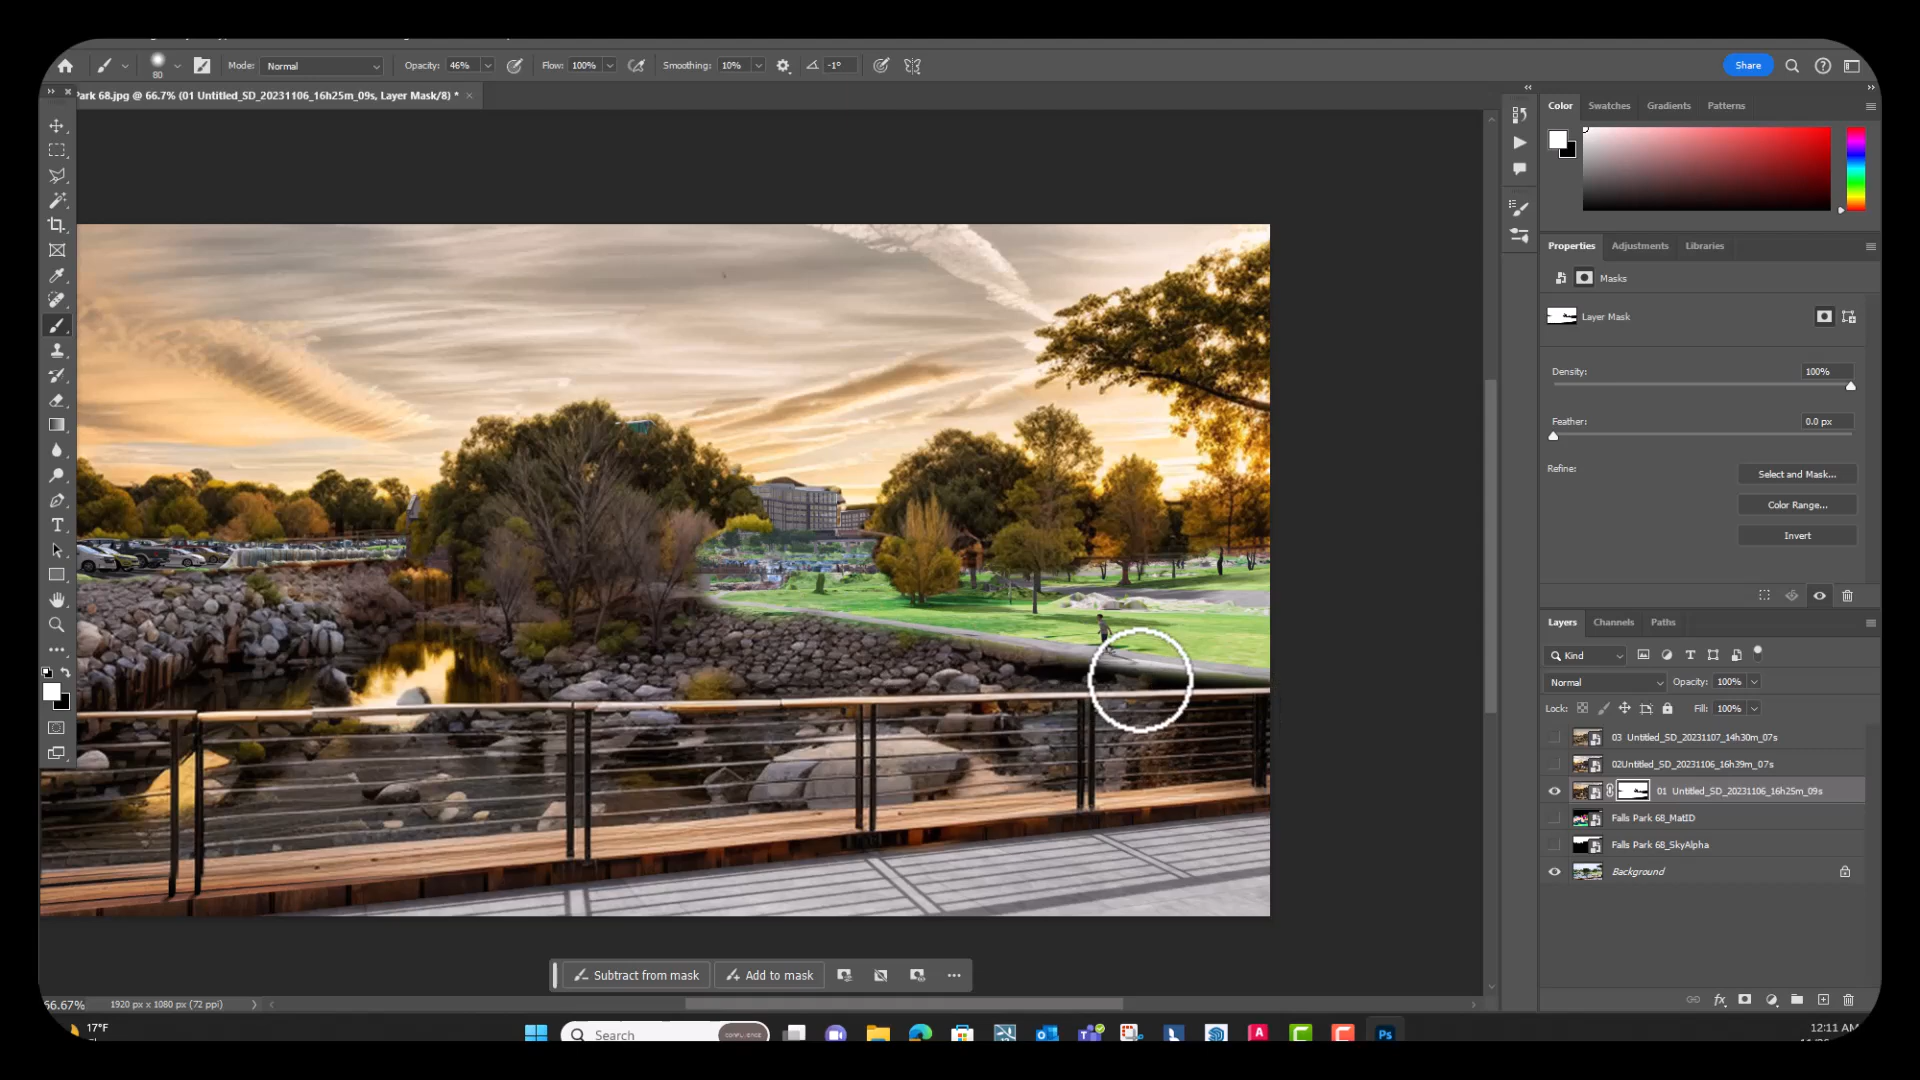 80
Mode: Normal
Opacity: 46%
Flow: 100%
Smoothing: 10%
-1°
Share
Park 68.jpg @ 66.7% (01 Untitled_SD_20231106_16h25m_09s, Layer Mask/8) *
Color Swatches Gradients Patterns
Properties Adjustments Libraries
Masks
Layer Mask
Density: 100%
Feather: 0.0 px
Refine:
Select and Mask...
Color Range...
Invert
Layers Channels Paths
Kind
Normal Opacity: 100%
Lock: Fill: 100%
03 Untitled_SD_20231107_14h30m_07s
02Untitled_SD_20231106_16h39m_07s
01 Untitled_SD_20231106_16h25m_09s
Falls Park 68_MatID
Falls Park 68_SkyAlpha
Background
Subtract from mask Add to mask
66.67% 1920 px x 1080 px (72 ppi)
17°F
Search
Ps
12:11 AM